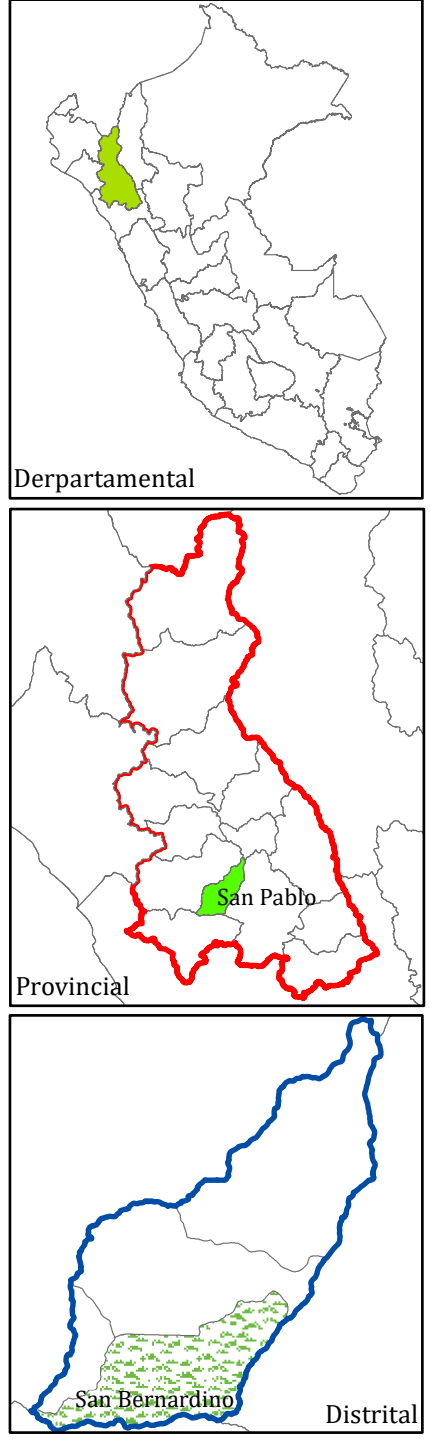 Derpartamental
San Pablo
Provincial
San Bernardino
Distrital